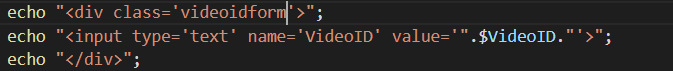 echo "<div class='videoidform'>";
echo "<input type='text' name='VideoID' value='".$VideoID."'>";
echo "</div>";